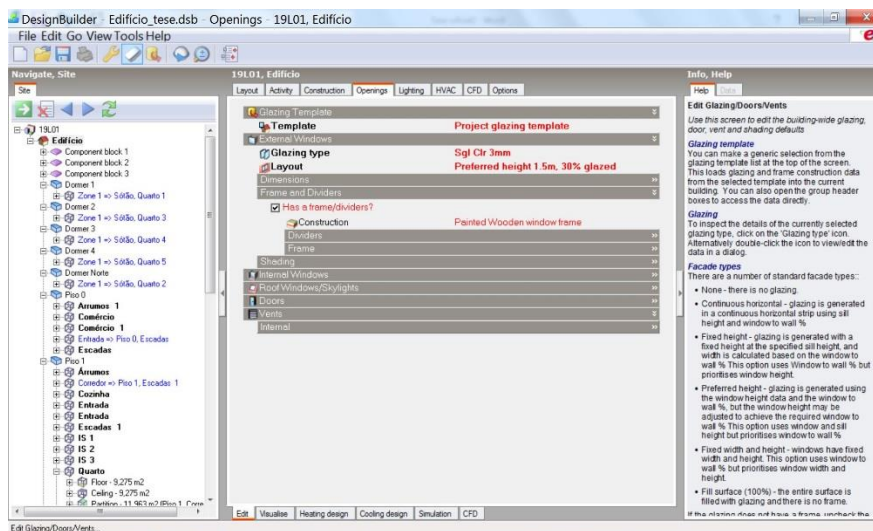 DesignBuilder - Edifício_tese.dsb - Openings - 19L01, Edifício
File Edit Go View Tools Help
Navigate, Site
Site
19L01
Edifício
Component block 1
Component block 2
Component block 3
Dormer 1
Zone 1 => Sótão, Quarto 1
Dormer 2
Zone 1 => Sótão, Quarto 3
Dormer 3
Zone 1 => Sótão, Quarto 4
Dormer 4
Zone 1 => Sótão, Quarto 5
Dormer Norte
Zone 1 => Sótão, Quarto 2
Piso 0
Arrumos 1
Comércio
Comércio 1
Entrada => Piso 0, Escadas
Escadas
Piso 1
Árrumos
Corredor => Piso 1, Escadas 1
Cozinha
Entrada
Entrada
Escadas 1
IS 1
IS 2
IS 3
Quarto
Floor - 9,275 m2
Ceiling - 9,275 m2
Partition - 11,963 m2 (Piso 1, Corre
19L01, Edifício
Layout Activity Construction Openings Lighting HVAC CFD Options
Glazing Template
Template Project glazing template
External Windows
Glazing type Sgl Clr 3mm
Layout Preferred height 1.5m, 30% glazed
Dimensions
Frame and Dividers
Has a frame/dividers?
Construction Painted Wooden window frame
Dividers
Frame
Shading
Internal Windows
Roof Windows/Skylights
Doors
Vents
Internal
Edit Visualise Heating design Cooling design Simulation CFD
Info, Help
Help Data
Edit Glazing/Doors/Vents
Use this screen to edit the building-wide glazing,
door, vent and shading defaults
Glazing template
You can make a generic selection from the
glazing template list at the top of the screen.
This loads glazing and frame construction data
from the selected template into the current
building. You can also open the group header
boxes to access the data directly.
Glazing
To inspect the details of the currently selected
glazing type, click on the 'Glazing type' icon.
Alternatively double-click the icon to view/edit the
data in a dialog.
Facade types
There are a number of standard facade types::
• None - there is no glazing.
• Continuous horizontal - glazing is generated
in a continuous horizontal strip using sill
height and window to wall %
• Fixed height - glazing is generated with a
fixed height at the specified sill height, and
width is calculated based on the window to
wall % This option uses Window to wall % but
prioritises window height.
• Preferred height - glazing is generated using
the window height data and the window to
wall %, but the window height may be
adjusted to achieve the required window to
wall % This option uses window and sill
height but prioritises window to wall %
• Fixed width and height - windows have fixed
width and height. This option uses window to
wall % but prioritises window width and
height.
• Fill surface (100%) - the entire surface is
filled with glazing and there is no frame.
If the glazing does not have a frame, uncheck the
Edit Glazing/Doors/Vents...